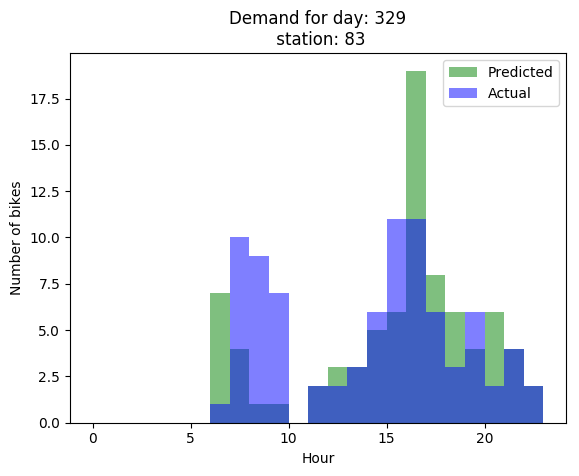 Demand for day: 329
station: 83
Predicted
Actual
Number of bikes
17.5
15.0
12.5
10.0
7.5
5.0
2.5
0.0
0 5 10 15 20
Hour